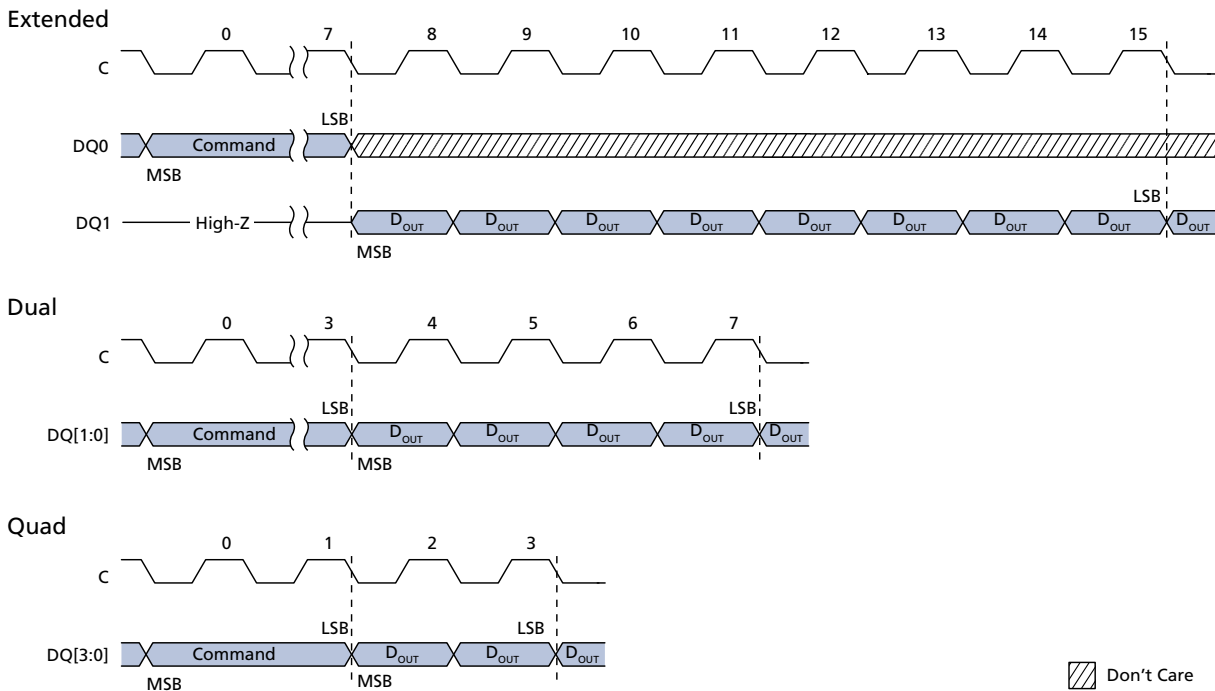 Extended
0 7 8 9 10 11 12 13 14 15
C
LSB
DQ0 Command
MSB
LSB
DQ1 High-Z DOUT DOUT DOUT DOUT DOUT DOUT DOUT DOUT DOUT
MSB
Dual
0 3 4 5 6 7
C
LSB LSB
DQ[1:0] Command DOUT DOUT DOUT DOUT DOUT
MSB MSB
Quad
0 1 2 3
C
LSB LSB
DQ[3:0] Command DOUT DOUT DOUT
MSB MSB
Don't Care